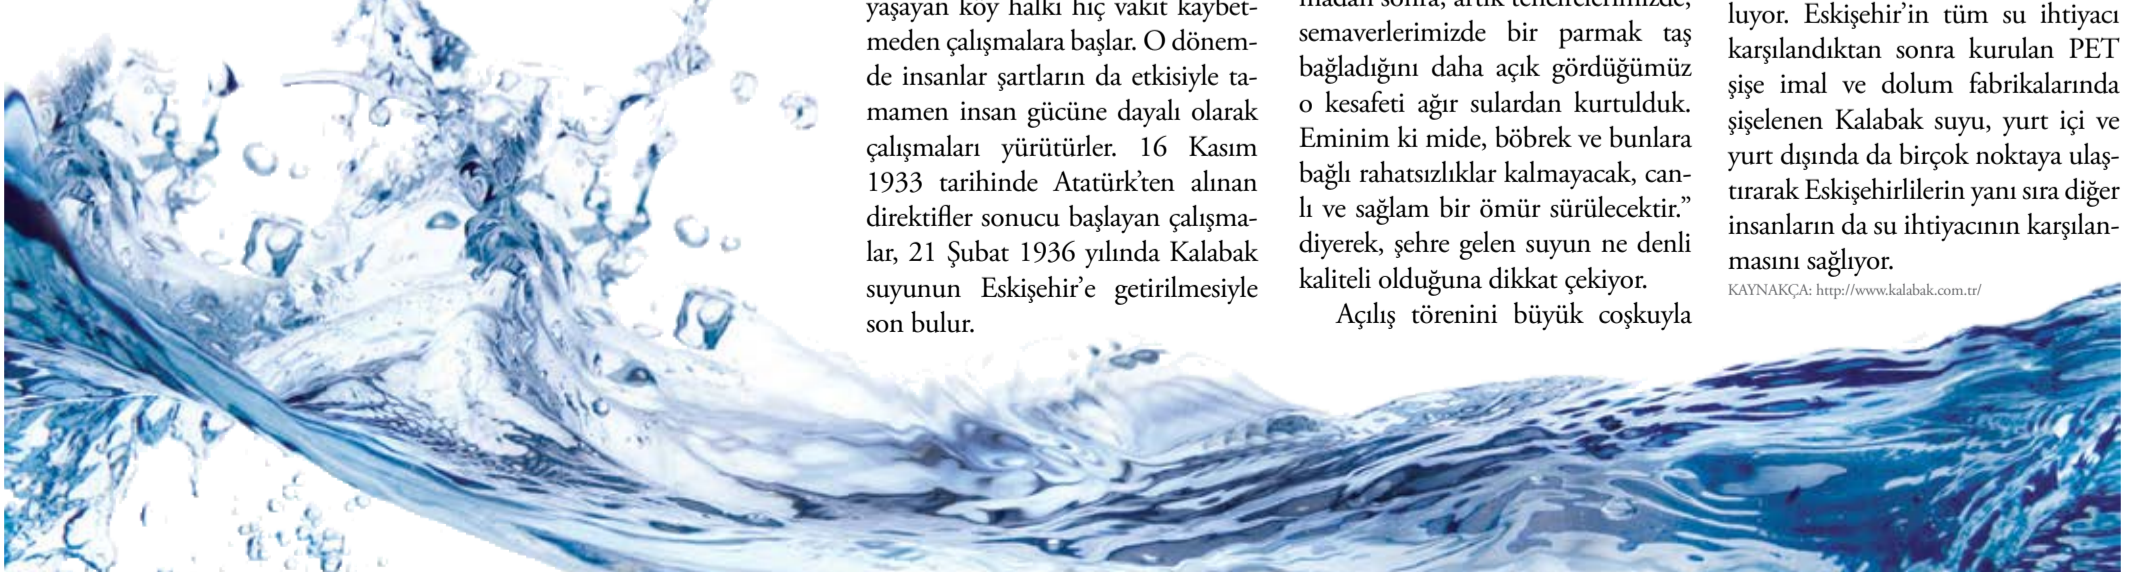 yaşayan köy halkı hiç vakit kaybet-
meden çalışmalara başlar. O dönem-
de insanlar şartların da etkisiyle ta-
mamen insan gücüne dayalı olarak
çalışmaları yürütürler. 16 Kasım
1933 tarihinde Atatürk’ten alınan
direktifler sonucu başlayan çalışma-
lar, 21 Şubat 1936 yılında Kalabak
suyunun Eskişehir’e getirilmesiyle
son bulur.
madan sonra, artık tencerelerimizde,
semaverlerimizde bir parmak taş
bağladığını daha açık gördüğümüz
o kesafeti ağır sulardan kurtulduk.
Eminim ki mide, böbrek ve bunlara
bağlı rahatsızlıklar kalmayacak, can-
lı ve sağlam bir ömür sürülecektir.”
diyerek, şehre gelen suyun ne denli
kaliteli olduğuna dikkat çekiyor.
Açılış törenini büyük coşkuyla
luyor. Eskişehir’in tüm su ihtiyacı
karşılandıktan sonra kurulan PET
şişe imal ve dolum fabrikalarında
şişelenen Kalabak suyu, yurt içi ve
yurt dışında da birçok noktaya ulaş-
tırarak Eskişehirlilerin yanı sıra diğer
insanların da su ihtiyacının karşılan-
masını sağlıyor.
KAYNAKÇA: http://www.kalabak.com.tr/